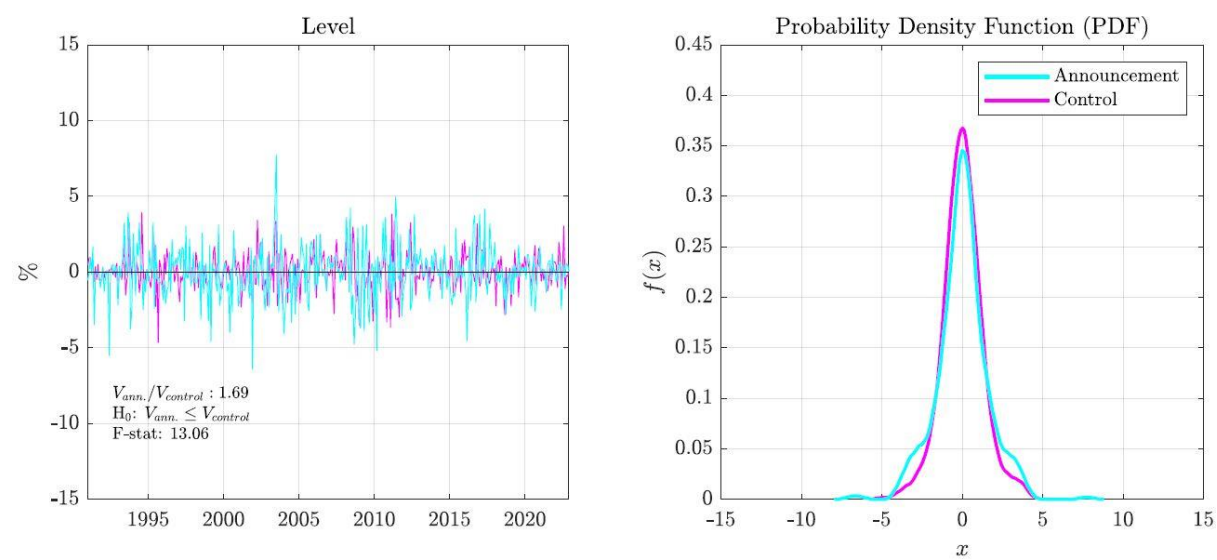 Level
15
10
5
0
-5
-10
-15
%
V_ann./V_control : 1.69
H_0: V_ann. ≤ V_control
F-stat: 13.06
1995 2000 2005 2010 2015 2020
Probability Density Function (PDF)
0.45
0.4
0.35
0.3
0.25
0.2
0.15
0.1
0.05
0
f(x)
Announcement
Control
-15 -10 -5 0 5 10 15
x